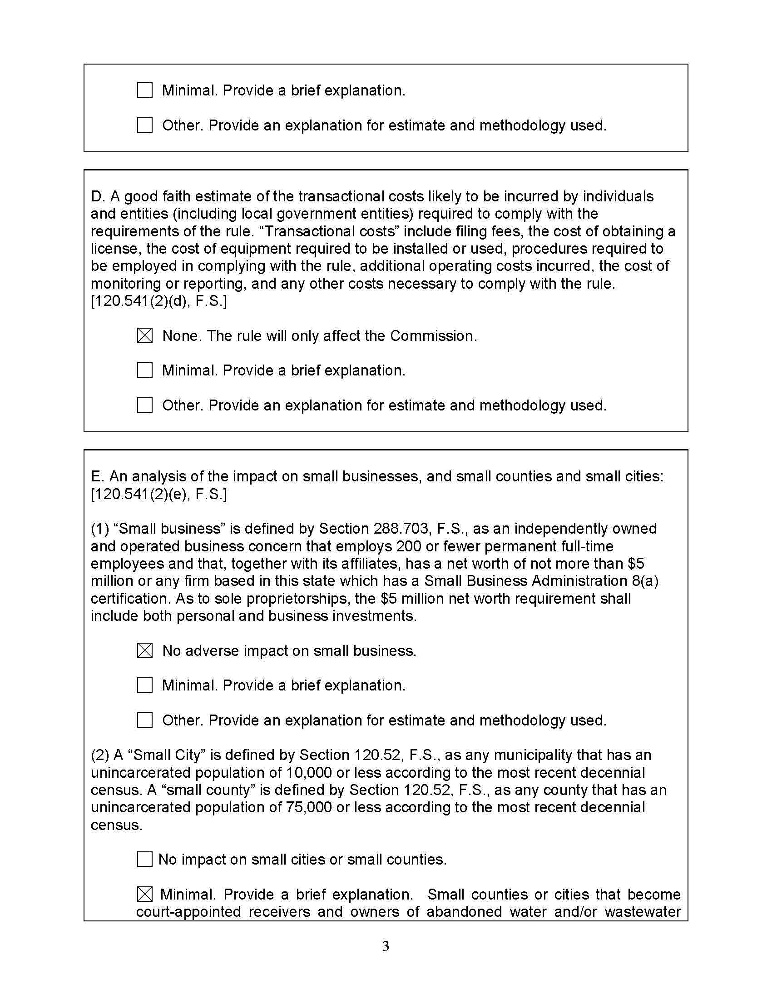 Minimal. Provide a brief explanation.
Other. Provide an explanation for estimate and methodology used.
D. A good faith estimate of the transactional costs likely to be incurred by individuals
and entities (including local government entities) required to comply with the
requirements of the rule. “Transactional costs” include filing fees, the cost of obtaining a
license, the cost of equipment required to be installed or used, procedures required to
be employed in complying with the rule, additional operating costs incurred, the cost of
monitoring or reporting, and any other costs necessary to comply with the rule.
[120.541(2)(d), F.S.]
None. The rule will only affect the Commission.
Minimal. Provide a brief explanation.
Other. Provide an explanation for estimate and methodology used.
E. An analysis of the impact on small businesses, and small counties and small cities:
[120.541(2)(e), F.S.]
(1) “Small business” is defined by Section 288.703, F.S., as an independently owned
and operated business concern that employs 200 or fewer permanent full-time
employees and that, together with its affiliates, has a net worth of not more than $5
million or any firm based in this state which has a Small Business Administration 8(a)
certification. As to sole proprietorships, the $5 million net worth requirement shall
include both personal and business investments.
No adverse impact on small business.
Minimal. Provide a brief explanation.
Other. Provide an explanation for estimate and methodology used.
(2) A “Small City” is defined by Section 120.52, F.S., as any municipality that has an
unincarcerated population of 10,000 or less according to the most recent decennial
census. A “small county” is defined by Section 120.52, F.S., as any county that has an
unincarcerated population of 75,000 or less according to the most recent decennial
census.
No impact on small cities or small counties.
Minimal. Provide a brief explanation. Small counties or cities that become
court-appointed receivers and owners of abandoned water and/or wastewater
3